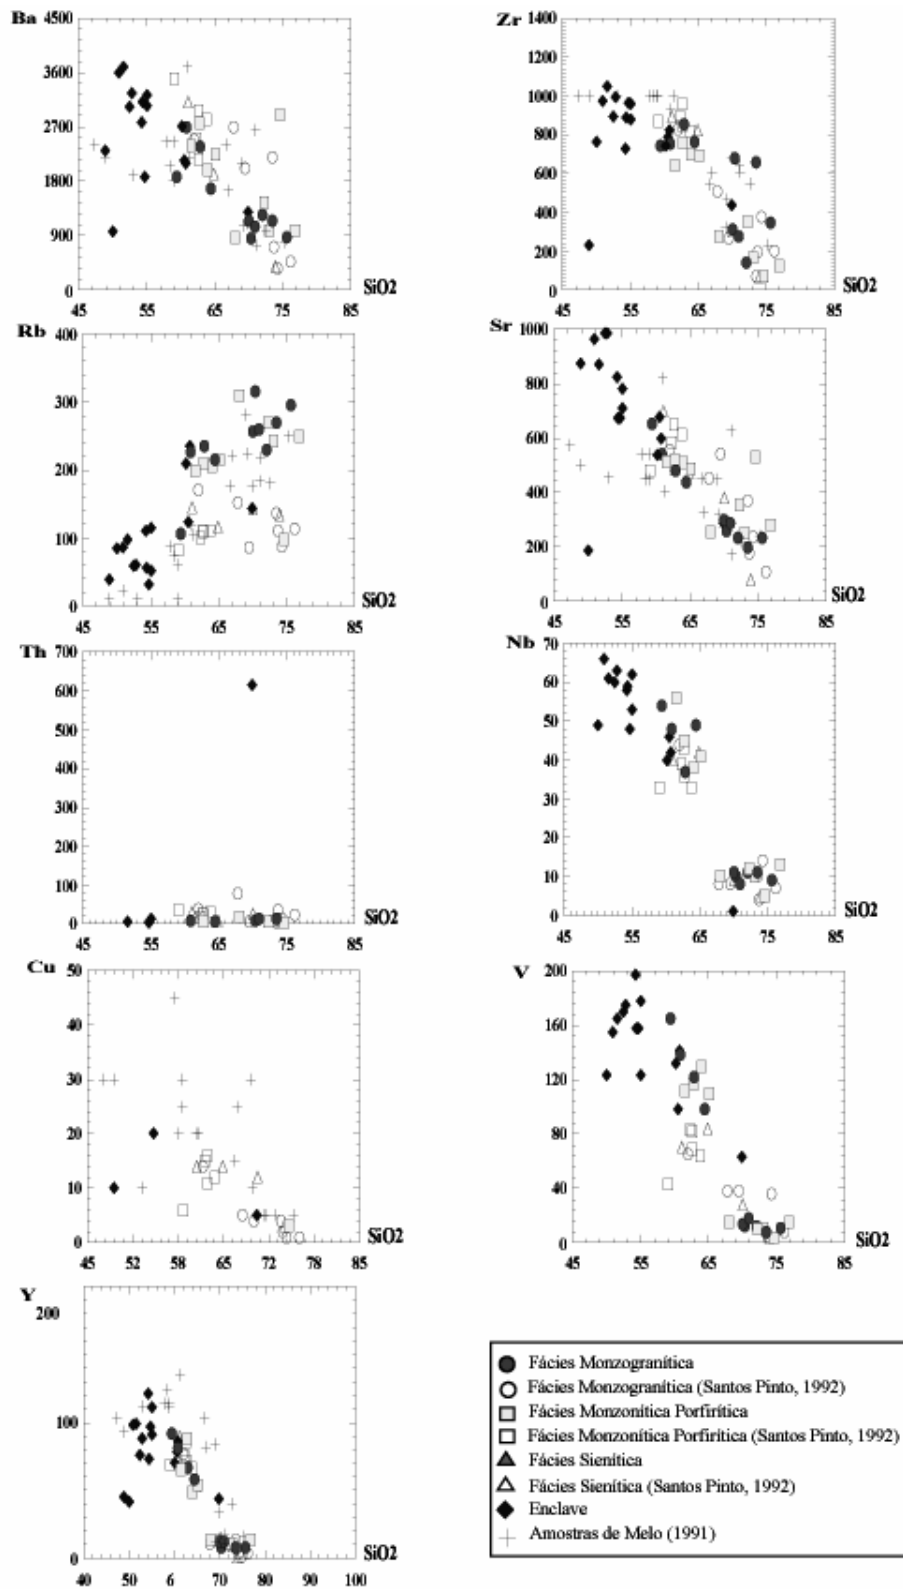 Ba
4500
3600
2700
1800
900
0
45 55 65 75 85
SiO2
Zr
1400
1200
1000
800
600
400
200
0
45 55 65 75 85
SiO2
Rb
400
300
200
100
0
45 55 65 75 85
SiO2
Sr
1000
800
600
400
200
0
45 55 65 75 85
SiO2
Th
700
600
500
400
300
200
100
0
45 55 65 75 85
SiO2
Nb
70
60
50
40
30
20
10
0
45 55 65 75 85
SiO2
Cu
50
40
30
20
10
0
45 52 58 65 72 78 85
SiO2
V
200
160
120
80
40
0
45 55 65 75 85
SiO2
Y
200
100
0
40 50 6 70 80 90 100
SiO2
Fácies Monzogranítica
Fácies Monzogranítica (Santos Pinto, 1992)
Fácies Monzonítica Porfirítica
Fácies Monzonítica Porfirítica (Santos Pinto, 1992)
Fácies Sienítica
Fácies Sienítica (Santos Pinto, 1992)
Enclave
Amostras de Melo (1991)